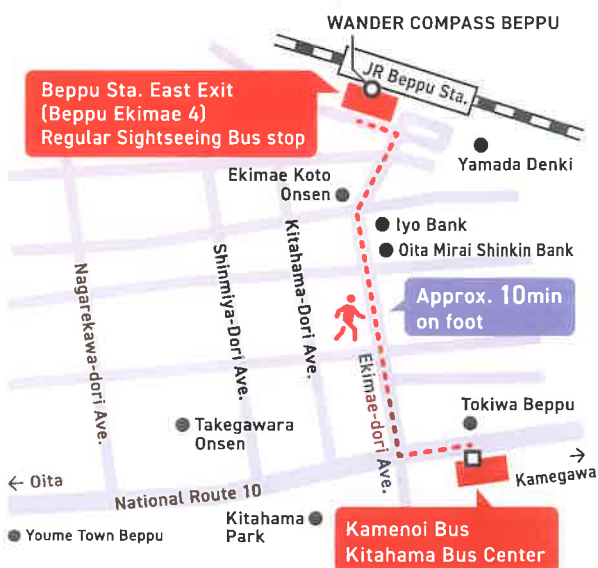 WANDER COMPASS BEPPU
JR Beppu Sta.
Beppu Sta. East Exit
(Beppu Ekimae 4)
Regular Sightseeing Bus stop
Yamada Denki
Ekimae Koto
Onsen
Iyo Bank
Oita Mirai Shinkin Bank
Nagarekawa-dori Ave.
Shinmiya-Dori Ave.
Kitahama-Dori Ave.
Approx. 10min
on foot
Ekimae-dori Ave.
Tokiwa Beppu
Takegawara
Onsen
← Oita
National Route 10
→
Kamegawa
Youme Town Beppu
Kitahama
Park
Kamenoi Bus
Kitahama Bus Center